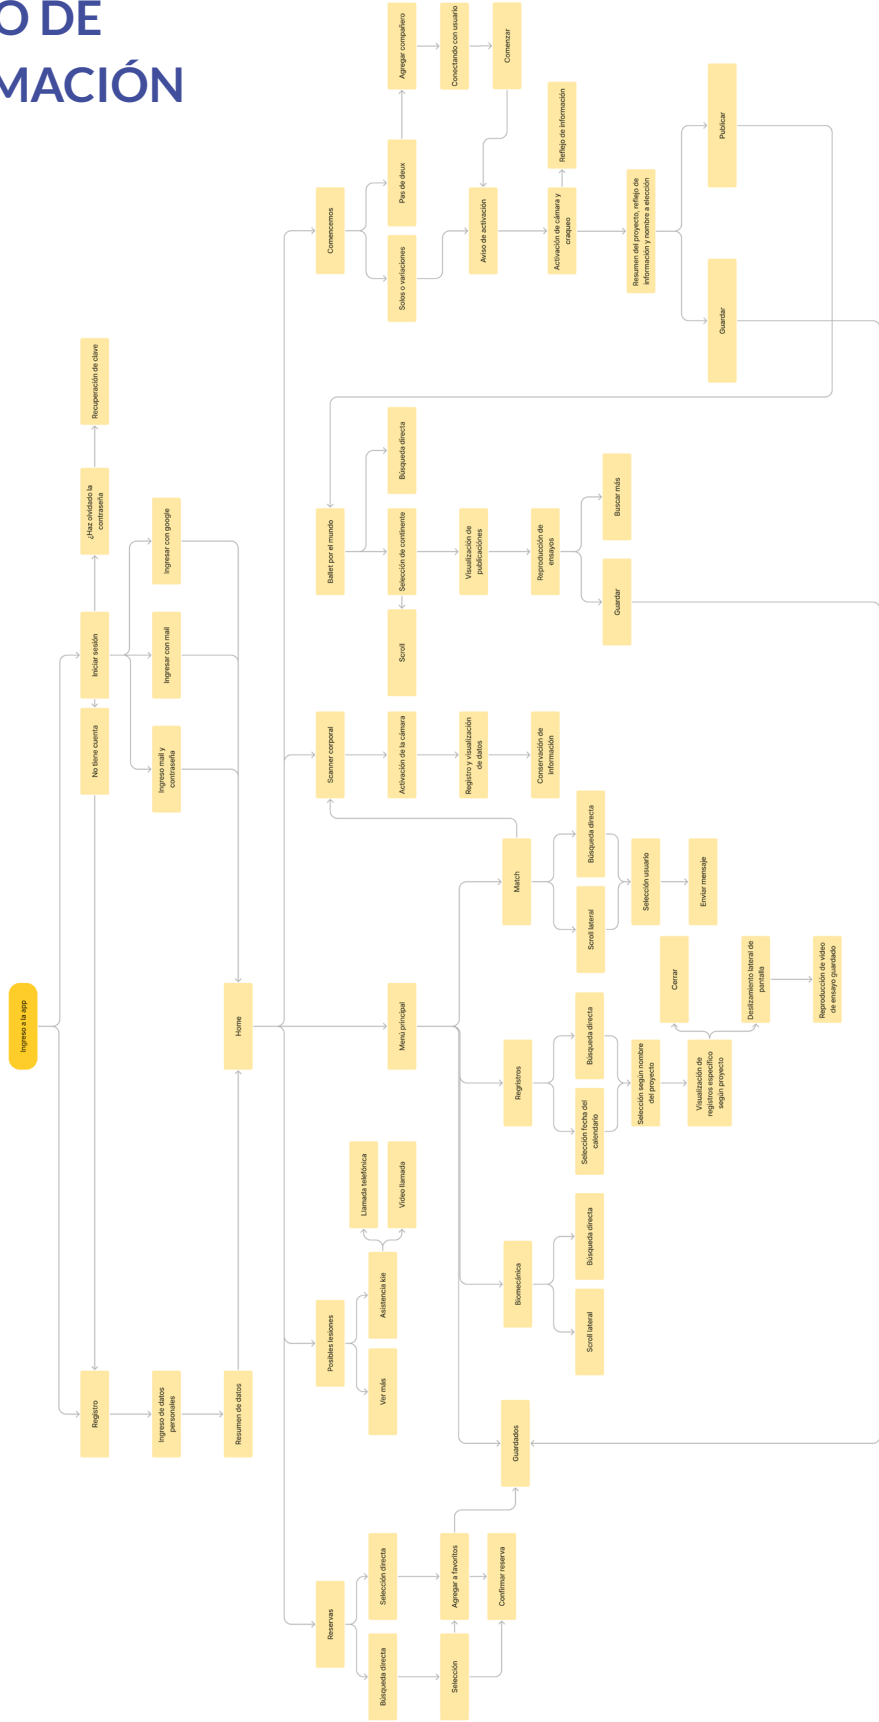 O DE
MACIÓN
Ingreso a la app
Registro
No tiene cuenta
Iniciar sesión
¿Haz olvidado la
contraseña
Recuperación de clave
Ingreso de datos
personales
Ingreso mail y
contraseña
Ingresar con mail
Ingresar con google
Resumen de datos
Home
Reservas
Posibles lesiones
Scanner corporal
Ballet por el mundo
Comencemos
Búsqueda directa
Selección directa
Ver más
Asistencia kie
Llamada telefónica
Video llamada
Menú principal
Activación de la cámara
Scroll
Selección de continente
Búsqueda directa
Solos o variaciones
Pas de deux
Agregar compañero
Selección
Agregar a favoritos
Confirmar reserva
Registro y visualización
de datos
Visualización de
publicaciónes
Aviso de activación
Conectando con usuario
Comenzar
Guardados
Biomecánica
Regristros
Match
Conservación de
información
Reproducción de
ensayos
Activación de cámara y
craqueo
Reflejo de información
Scroll lateral
Búsqueda directa
Selección fecha del
calendario
Búsqueda directa
Scroll lateral
Búsqueda directa
Guardar
Buscar más
Selección según nombre
del proyecto
Selección usuario
Resumen del proyecto, reflejo de
información y nombre a elección
Visualización de
registros específico
según proyecto
Cerrar
Enviar mensaje
Guardar
Publicar
Deslizamiento lateral de
pantalla
Reproducción de video
de ensayo guardado